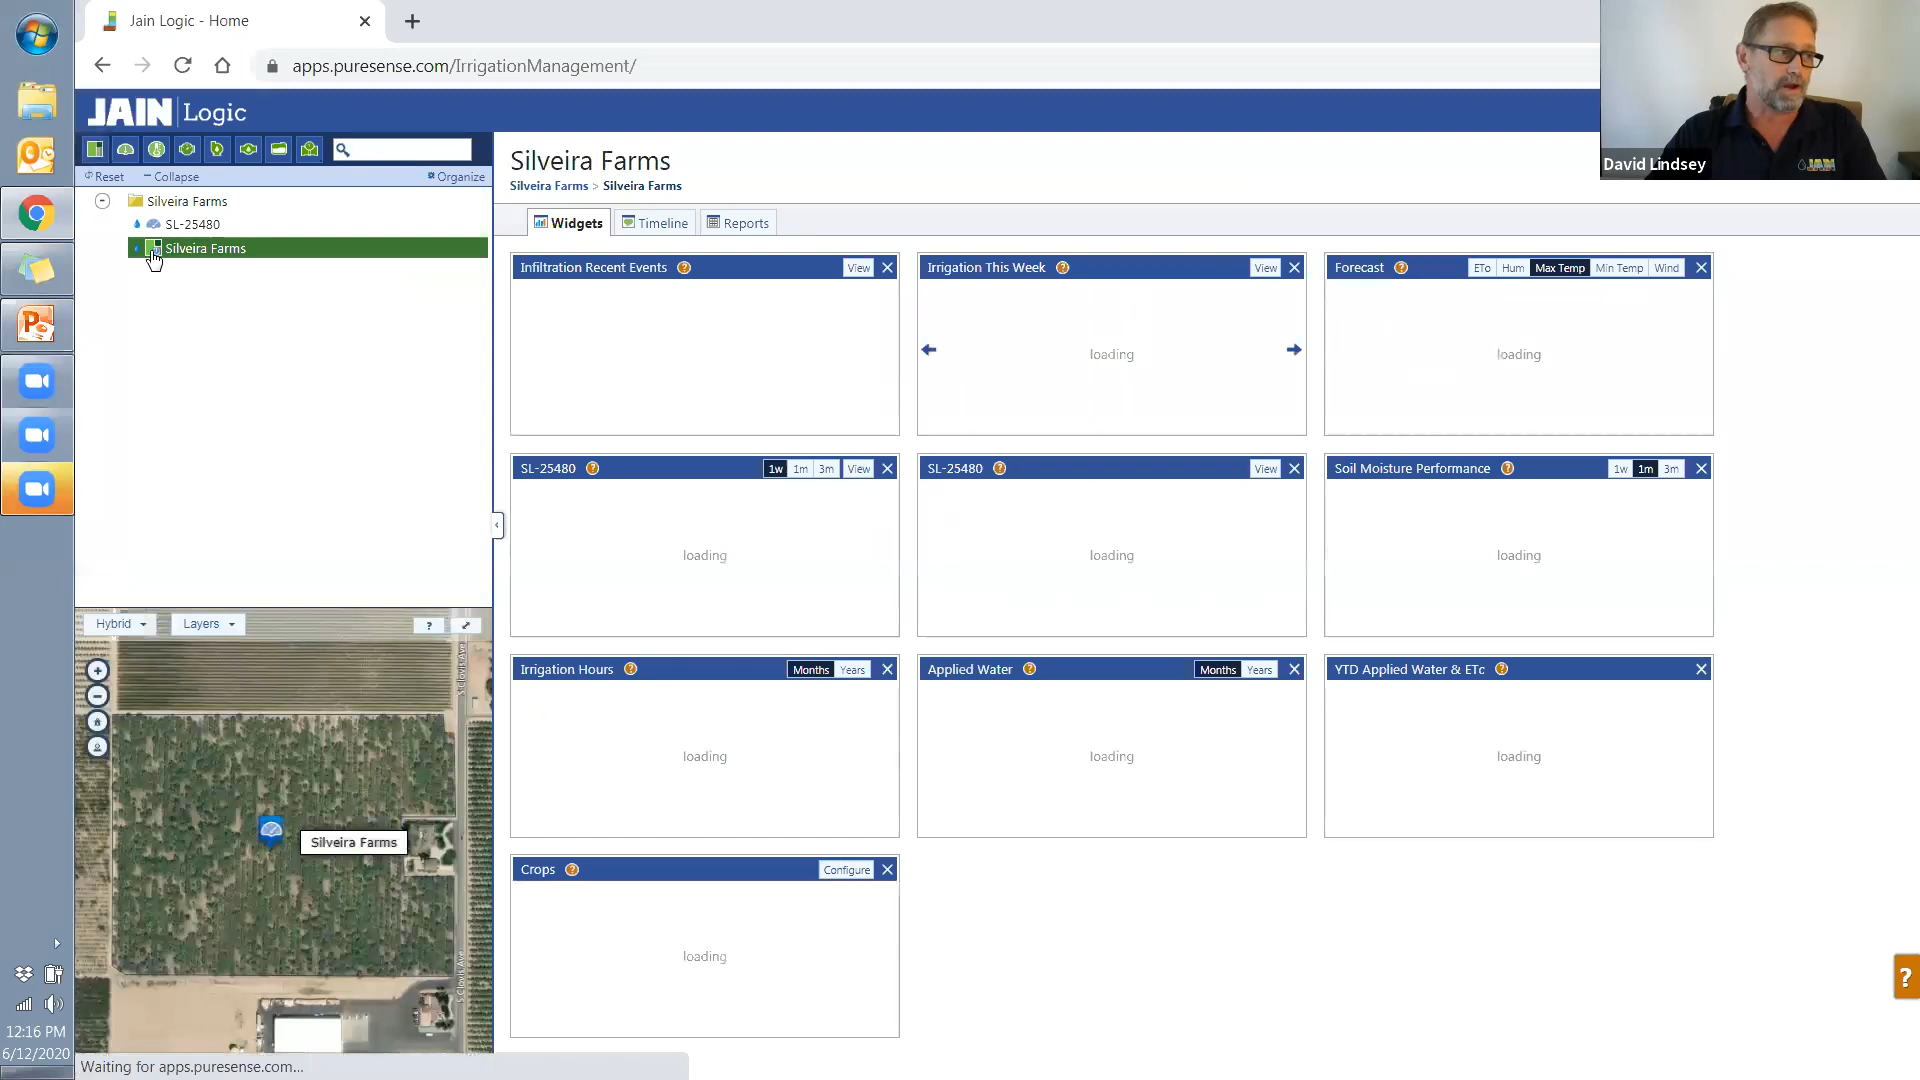 Jain Logic - Home
apps.puresense.com/IrrigationManagement/
JAIN Logic
Reset Collapse Organize
Silveira Farms
SL-25480
Silveira Farms
Silveira Farms
Silveira Farms > Silveira Farms
Widgets Timeline Reports
Infiltration Recent Events ? View
Irrigation This Week ? View
loading
Forecast ? ETo Hum Max Temp Min Temp Wind
loading
SL-25480 ? 1w 1m 3m View
loading
SL-25480 ? View
loading
Soil Moisture Performance ? 1w 1m 3m
loading
Irrigation Hours ? Months Years
loading
Applied Water ? Months Years
loading
YTD Applied Water & ETc ?
loading
Crops ? Configure
loading
Hybrid Layers ?
S Clovis Ave
Silveira Farms
S Clovis Ave
?
12:16 PM
6/12/2020
Waiting for apps.puresense.com...
David Lindsey
JAIN